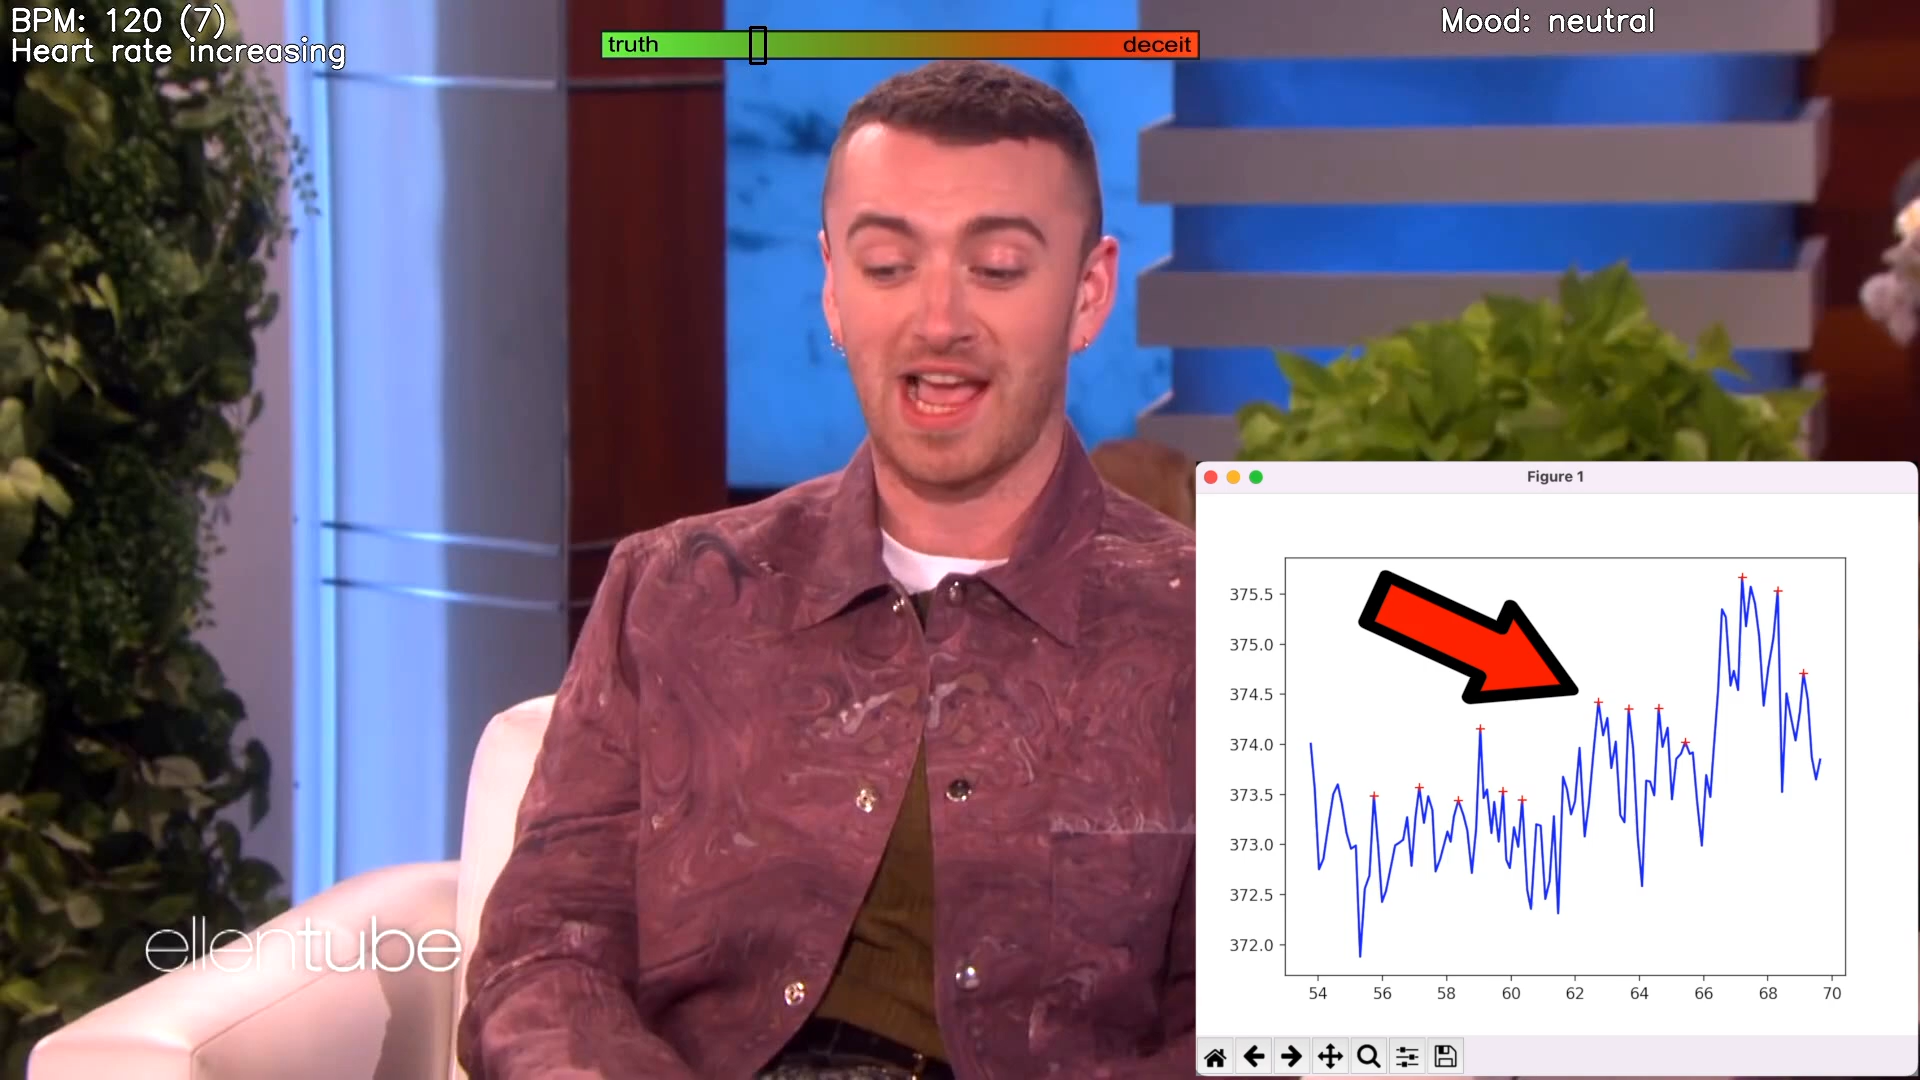 BPM: 120 (7)
Heart rate increasing
truth
deceit
Mood: neutral
Figure 1
375.5
375.0
374.5
374.0
373.5
373.0
372.5
372.0
54 56 58 60 62 64 66 68 70
ellentube